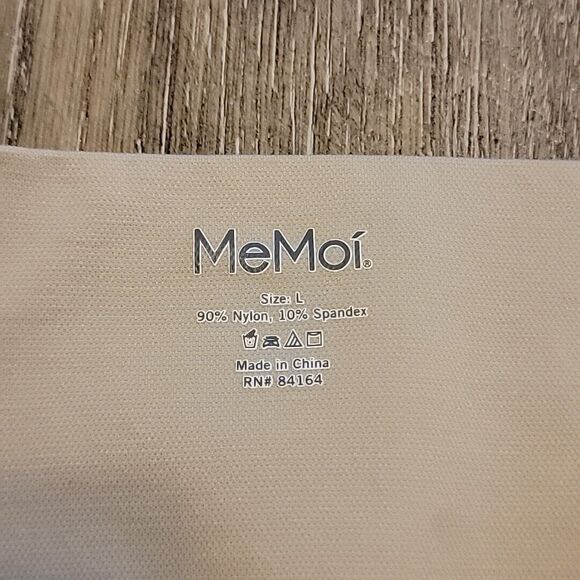 MeMoí®
Size: L
90% Nylon, 10% Spandex
Made in China
RN# 84164